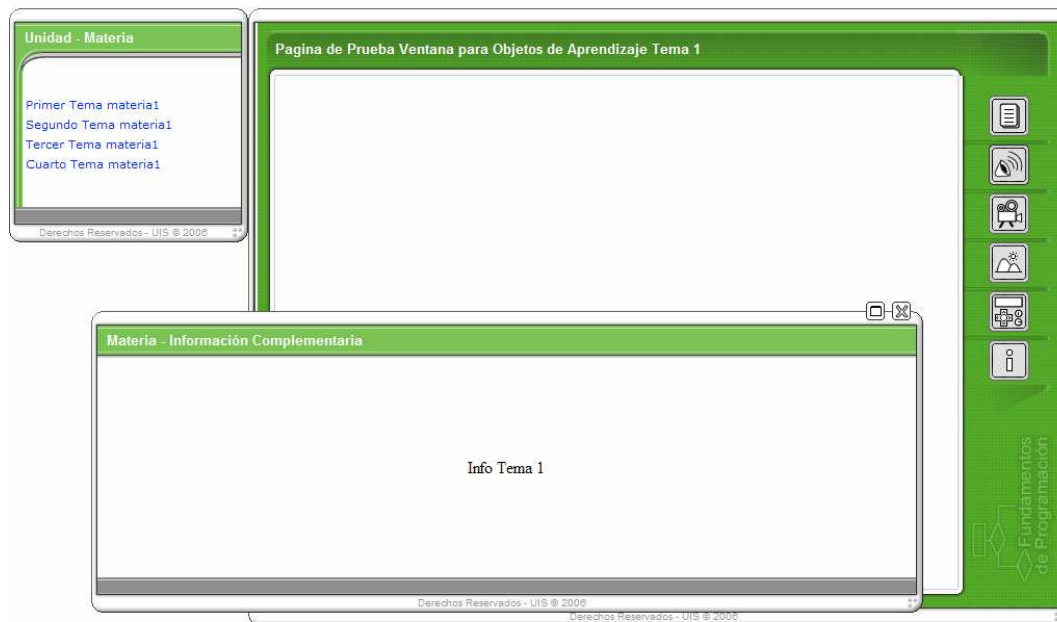 Unidad - Materia
Primer Tema materia1
Segundo Tema materia1
Tercer Tema materia1
Cuarto Tema materia1
Derechos Reservados - UIS © 2006
Pagina de Prueba Ventana para Objetos de Aprendizaje Tema 1
Materia - Información Complementaria
Info Tema 1
Derechos Reservados - UIS © 2006
Fundamentos
de Programación
Derechos Reservados - UIS © 2006